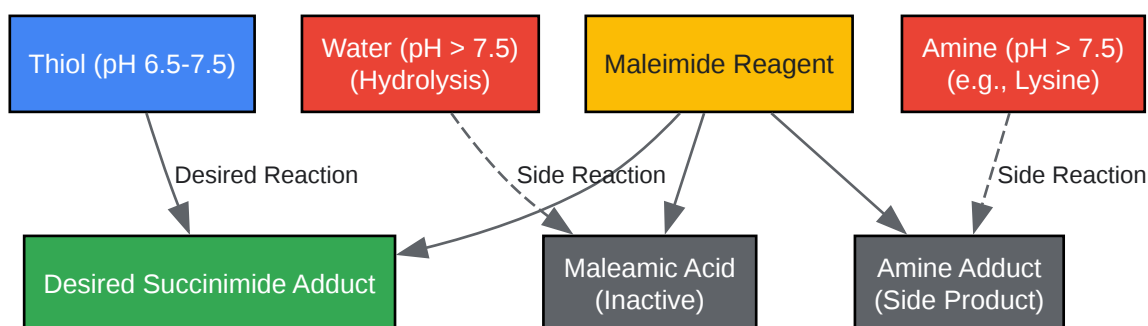 Thiol (pH 6.5-7.5)
Water (pH > 7.5)
(Hydrolysis)
Maleimide Reagent
Amine (pH > 7.5)
(e.g., Lysine)
Desired Reaction
Side Reaction
Side Reaction
Desired Succinimide Adduct
Maleamic Acid
(Inactive)
Amine Adduct
(Side Product)